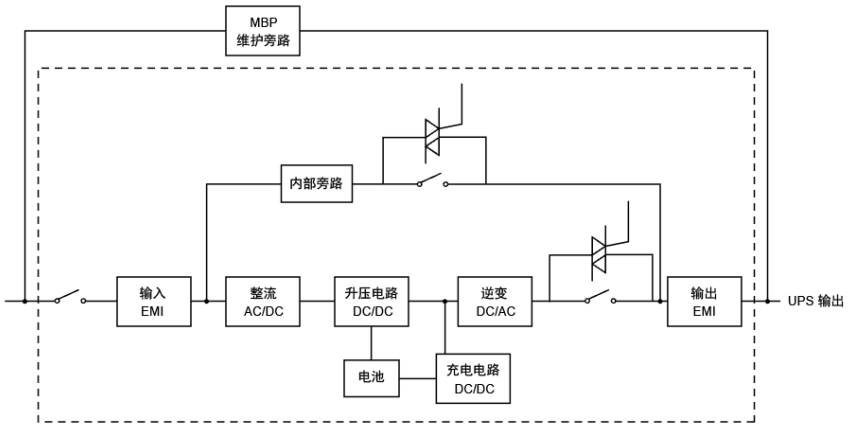 MBP
维护旁路
内部旁路
输入
EMI
整流
AC/DC
升压电路
DC/DC
逆变
DC/AC
输出
EMI
UPS 输出
电池
充电电路
DC/DC